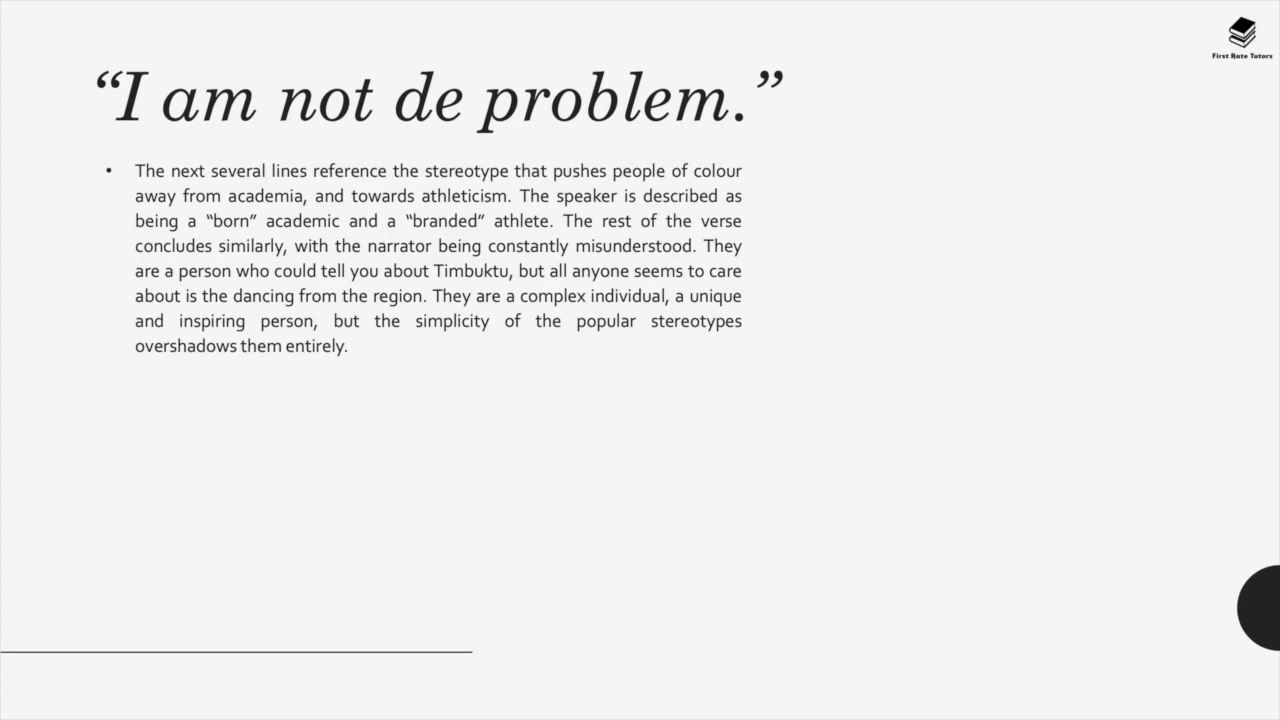 First Rate Tutors
“I am not de problem.”
• The next several lines reference the stereotype that pushes people of colour
away from academia, and towards athleticism. The speaker is described as
being a “born” academic and a “branded” athlete. The rest of the verse
concludes similarly, with the narrator being constantly misunderstood. They
are a person who could tell you about Timbuktu, but all anyone seems to care
about is the dancing from the region. They are a complex individual, a unique
and inspiring person, but the simplicity of the popular stereotypes
overshadows them entirely.